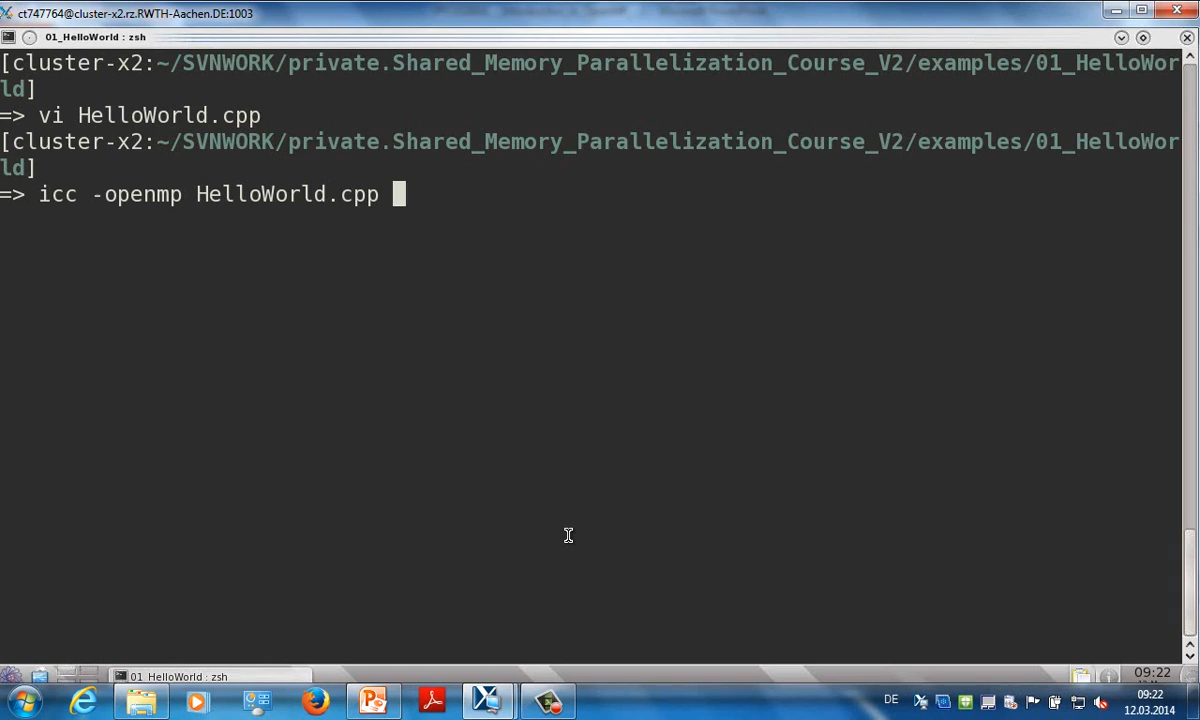 ct747764@cluster-x2.rz.RWTH-Aachen.DE:1003
01_HelloWorld : zsh
[cluster-x2:~/SVNWORK/private.Shared_Memory_Parallelization_Course_V2/examples/01_HelloWor
ld]
=> vi HelloWorld.cpp
[cluster-x2:~/SVNWORK/private.Shared_Memory_Parallelization_Course_V2/examples/01_HelloWor
ld]
=> icc -openmp HelloWorld.cpp
01_HelloWorld : zsh
09:22
DE
09:22
12.03.2014